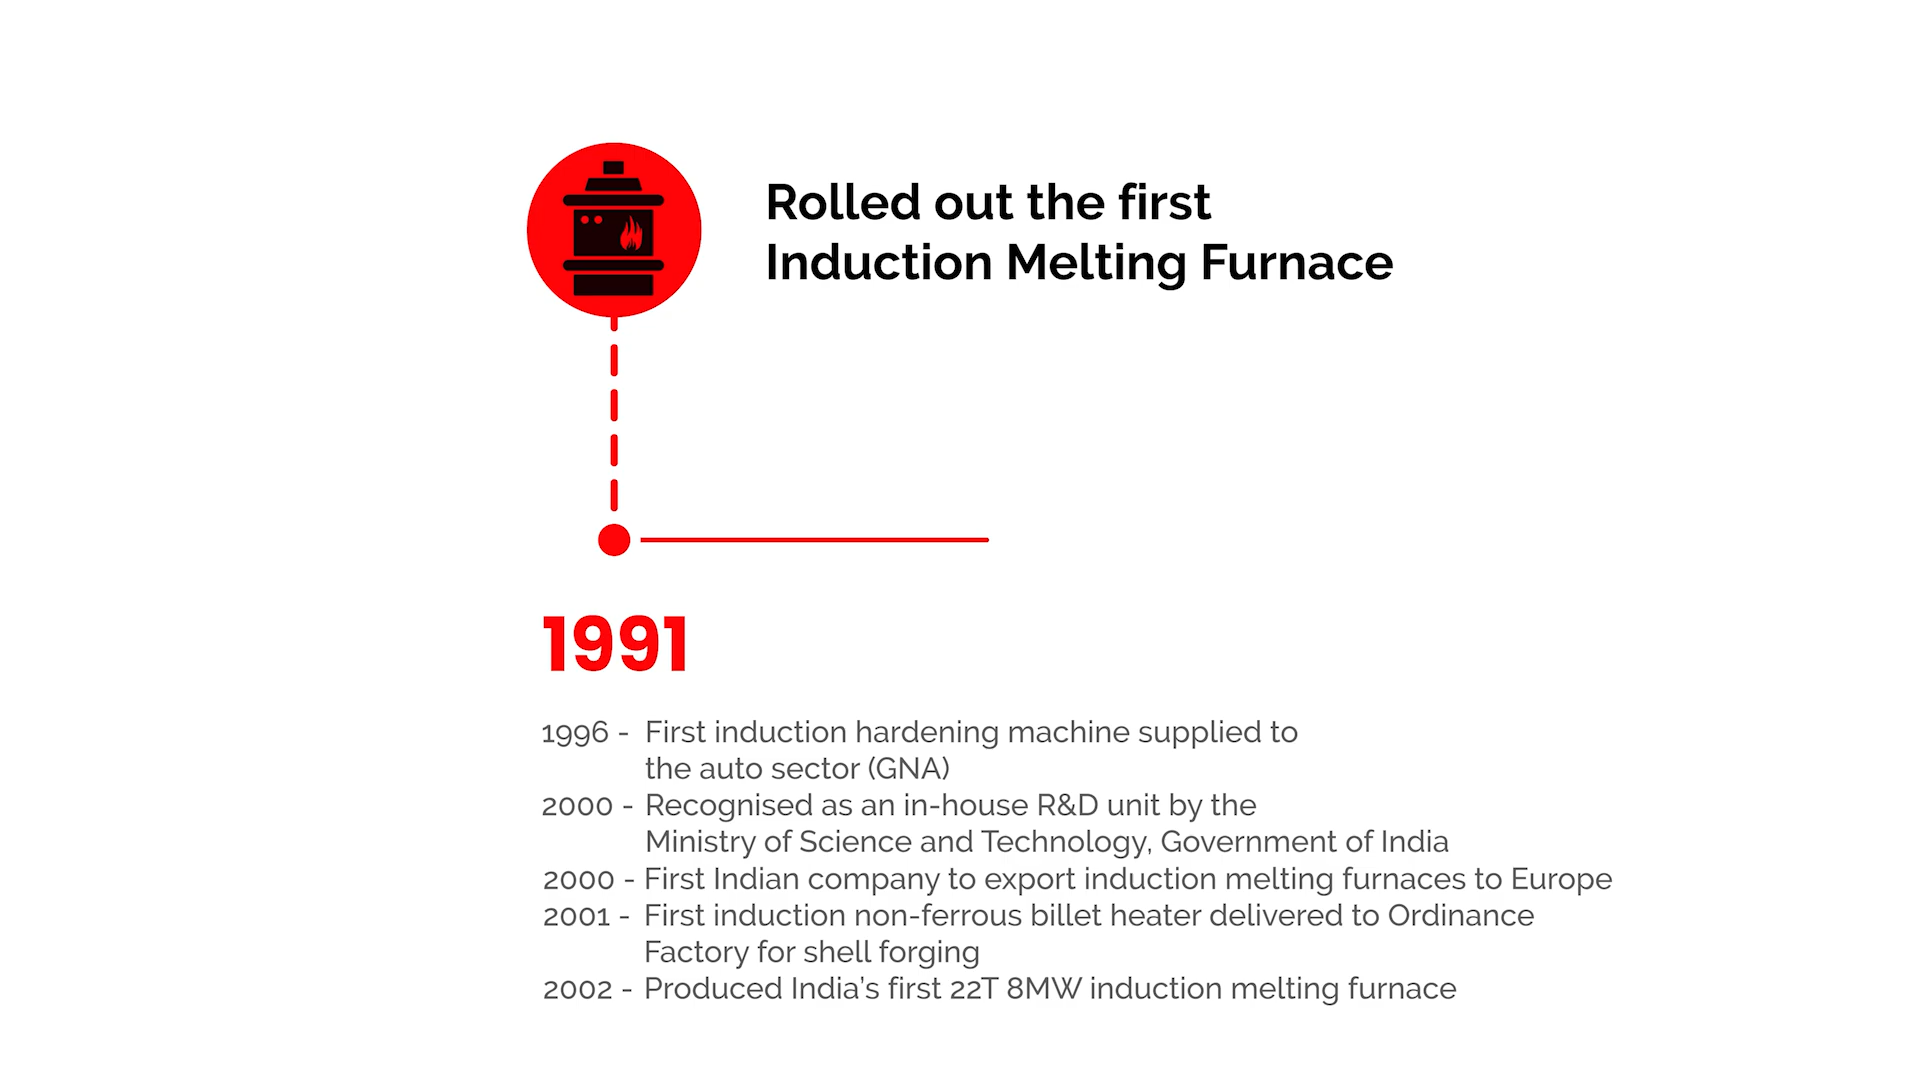 Rolled out the first
Induction Melting Furnace
1991
1996 - First induction hardening machine supplied to
the auto sector (GNA)
2000 - Recognised as an in-house R&D unit by the
Ministry of Science and Technology, Government of India
2000 - First Indian company to export induction melting furnaces to Europe
2001 - First induction non-ferrous billet heater delivered to Ordinance
Factory for shell forging
2002 - Produced India’s first 22T 8MW induction melting furnace